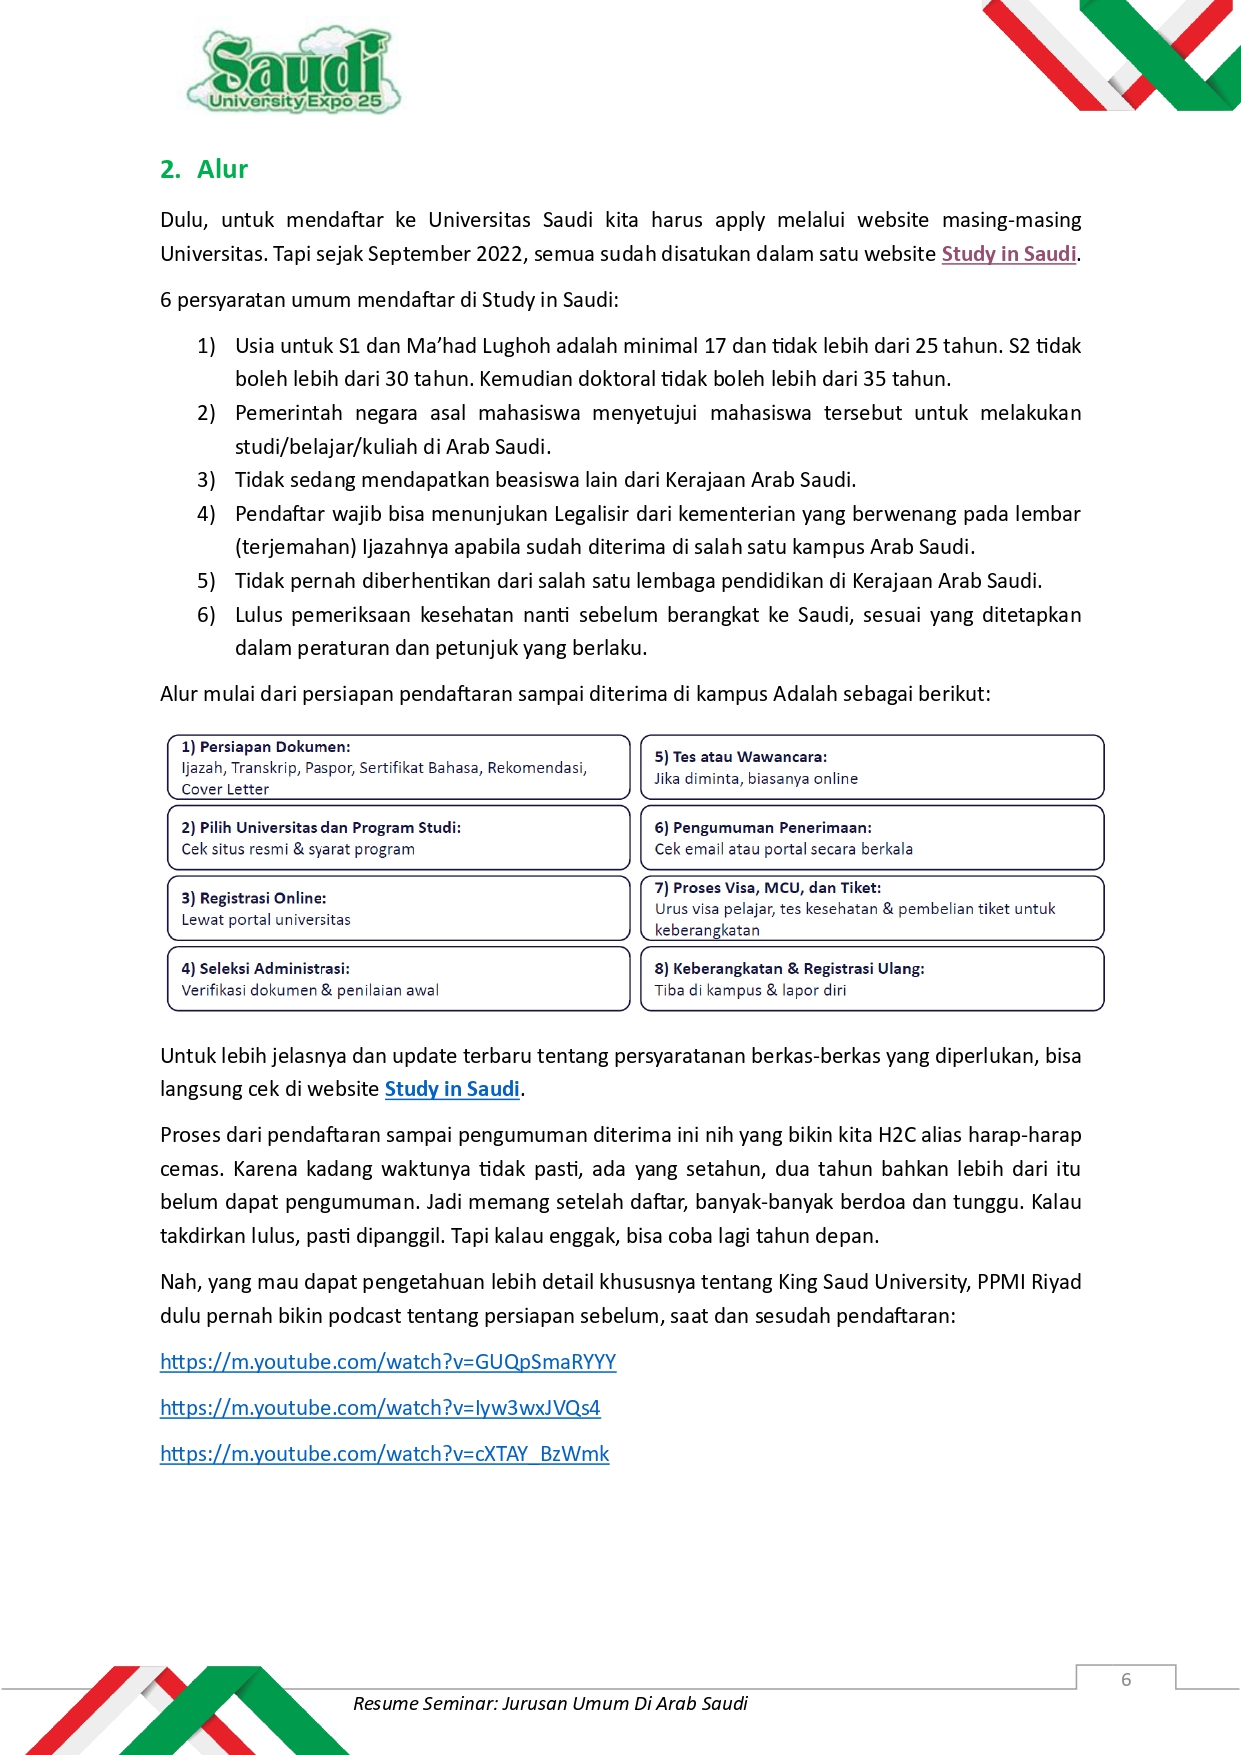 Saudi
University Expo 25
2. Alur
Dulu, untuk mendaftar ke Universitas Saudi kita harus apply melalui website masing-masing
Universitas. Tapi sejak September 2022, semua sudah disatukan dalam satu website Study in Saudi.
6 persyaratan umum mendaftar di Study in Saudi:
1) Usia untuk S1 dan Ma’had Lughoh adalah minimal 17 dan tidak lebih dari 25 tahun. S2 tidak
boleh lebih dari 30 tahun. Kemudian doktoral tidak boleh lebih dari 35 tahun.
2) Pemerintah negara asal mahasiswa menyetujui mahasiswa tersebut untuk melakukan
studi/belajar/kuliah di Arab Saudi.
3) Tidak sedang mendapatkan beasiswa lain dari Kerajaan Arab Saudi.
4) Pendaftar wajib bisa menunjukan Legalisir dari kementerian yang berwenang pada lembar
(terjemahan) Ijazahnya apabila sudah diterima di salah satu kampus Arab Saudi.
5) Tidak pernah diberhentikan dari salah satu lembaga pendidikan di Kerajaan Arab Saudi.
6) Lulus pemeriksaan kesehatan nanti sebelum berangkat ke Saudi, sesuai yang ditetapkan
dalam peraturan dan petunjuk yang berlaku.
Alur mulai dari persiapan pendaftaran sampai diterima di kampus Adalah sebagai berikut:
1) Persiapan Dokumen:
Ijazah, Transkrip, Paspor, Sertifikat Bahasa, Rekomendasi,
Cover Letter
2) Pilih Universitas dan Program Studi:
Cek situs resmi & syarat program
3) Registrasi Online:
Lewat portal universitas
4) Seleksi Administrasi:
Verifikasi dokumen & penilaian awal
5) Tes atau Wawancara:
Jika diminta, biasanya online
6) Pengumuman Penerimaan:
Cek email atau portal secara berkala
7) Proses Visa, MCU, dan Tiket:
Urus visa pelajar, tes kesehatan & pembelian tiket untuk
keberangkatan
8) Keberangkatan & Registrasi Ulang:
Tiba di kampus & lapor diri
Untuk lebih jelasnya dan update terbaru tentang persyaratanan berkas-berkas yang diperlukan, bisa
langsung cek di website Study in Saudi.
Proses dari pendaftaran sampai pengumuman diterima ini nih yang bikin kita H2C alias harap-harap
cemas. Karena kadang waktunya tidak pasti, ada yang setahun, dua tahun bahkan lebih dari itu
belum dapat pengumuman. Jadi memang setelah daftar, banyak-banyak berdoa dan tunggu. Kalau
takdirkan lulus, pasti dipanggil. Tapi kalau enggak, bisa coba lagi tahun depan.
Nah, yang mau dapat pengetahuan lebih detail khususnya tentang King Saud University, PPMI Riyad
dulu pernah bikin podcast tentang persiapan sebelum, saat dan sesudah pendaftaran:
https://m.youtube.com/watch?v=GUQpSmaRYYY
https://m.youtube.com/watch?v=Iyw3wxJVQs4
https://m.youtube.com/watch?v=cXTAY_BzWmk
6
Resume Seminar: Jurusan Umum Di Arab Saudi